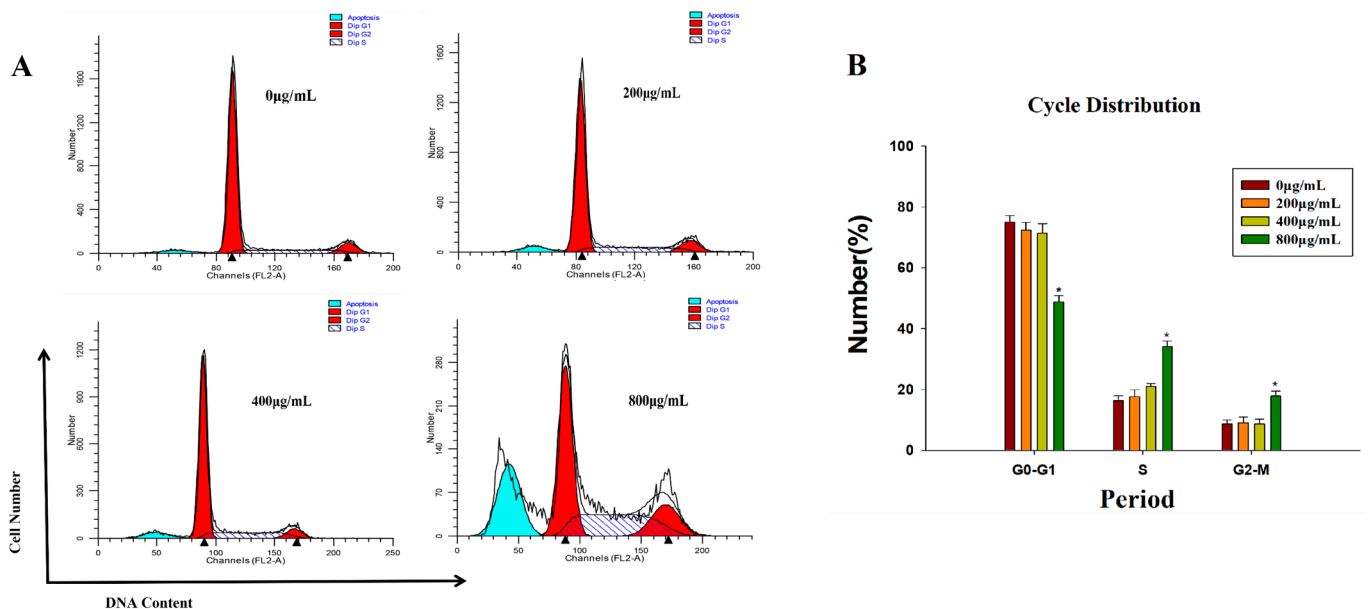 A
Apoptosis
Dip G1
Dip G2
Dip S
0μg/mL
Number
0 400 800 1200 1600
0 40 80 120 160 200
Channels (FL2-A)
Apoptosis
Dip G1
Dip G2
Dip S
200μg/mL
Number
0 400 800 1200 1600
0 40 80 120 160 200
Channels (FL2-A)
Apoptosis
Dip G1
Dip G2
Dip S
400μg/mL
Number
0 300 600 900 1200
0 50 100 150 200 250
Channels (FL2-A)
Apoptosis
Dip G1
Dip G2
Dip S
800μg/mL
Number
0 70 140 210 280
0 50 100 150 200
Channels (FL2-A)
Cell Number
DNA Content
B
Cycle Distribution
0μg/mL
200μg/mL
400μg/mL
800μg/mL
Number(%)
100
80
60
40
20
0
*
*
*
G0-G1 S G2-M
Period